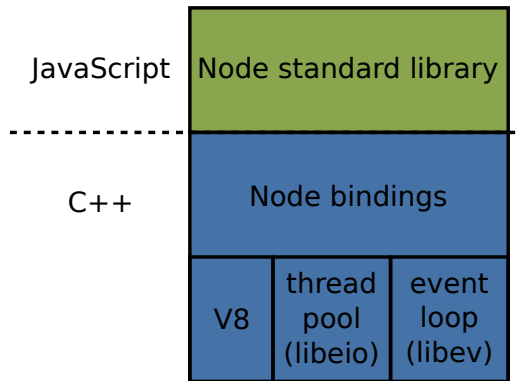 JavaScript
Node standard library
C++
Node bindings
V8
thread
pool
(libeio)
event
loop
(libev)